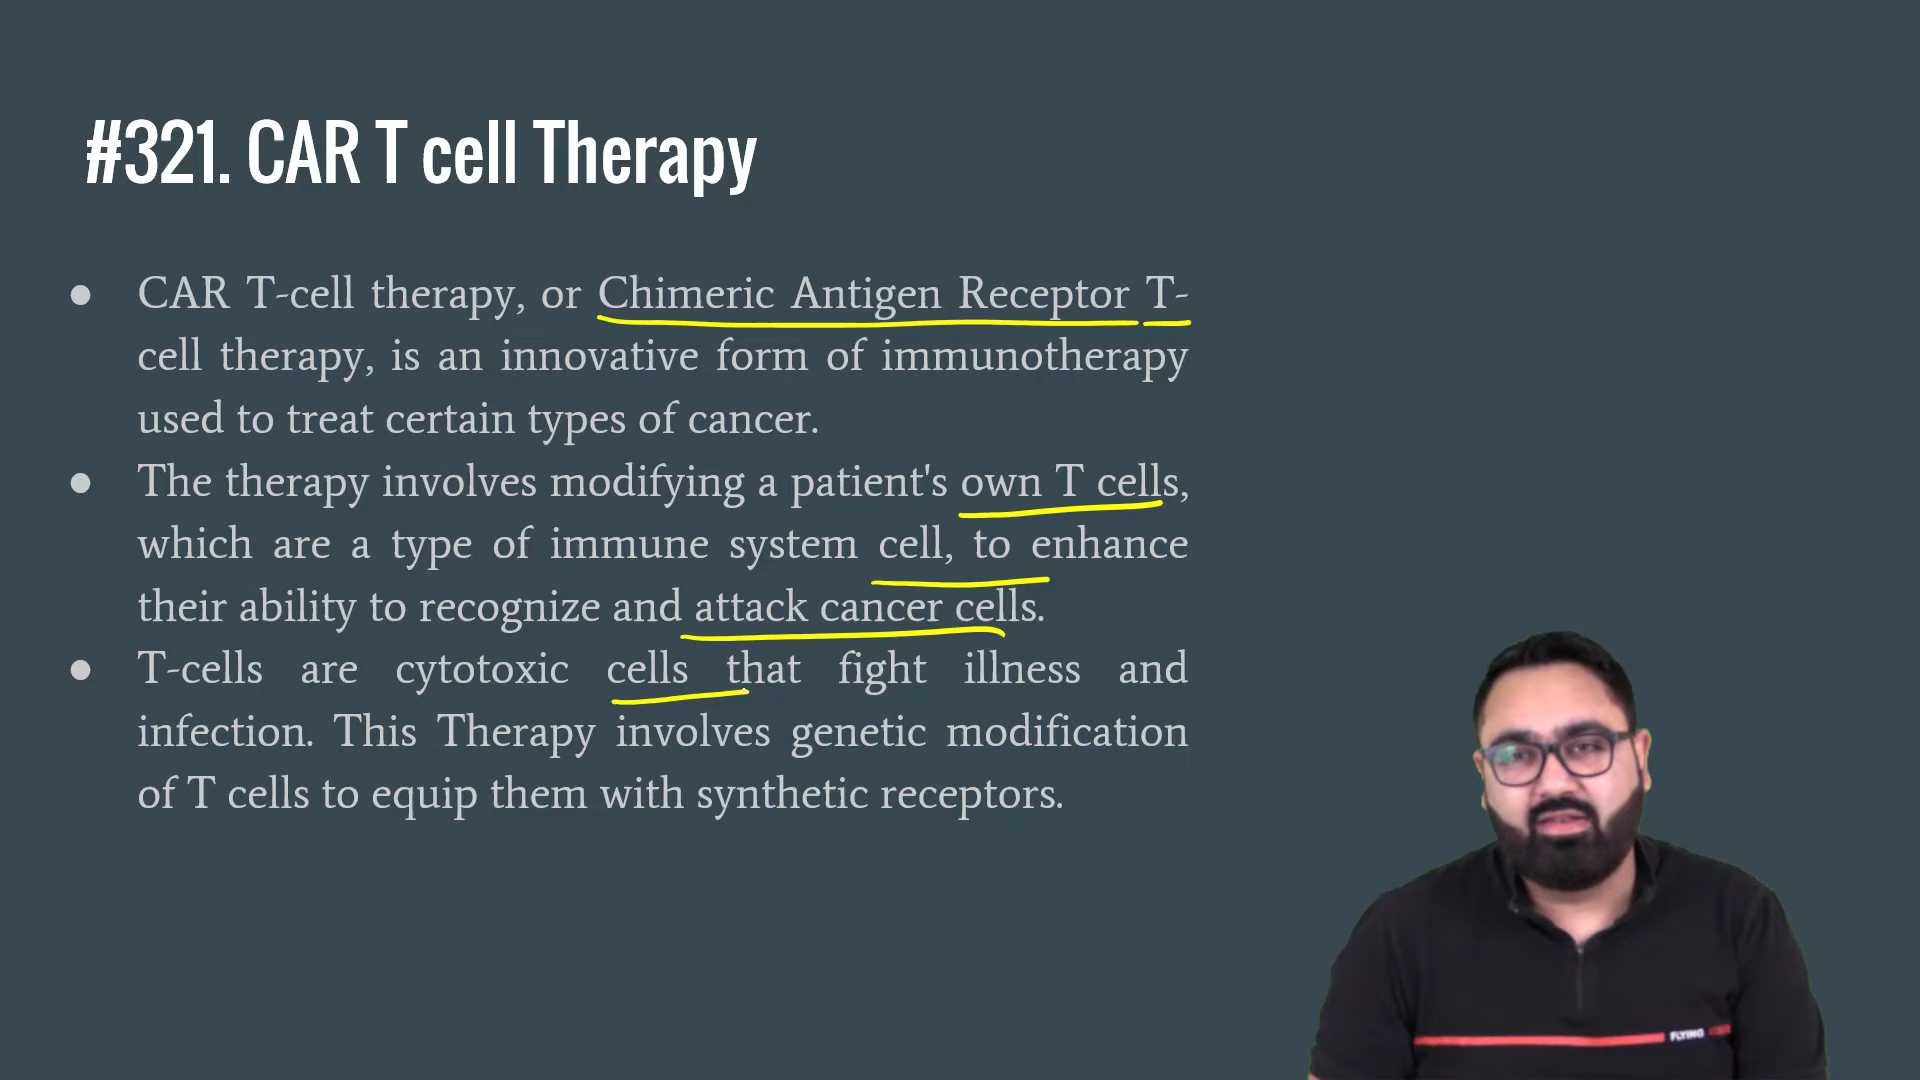 #321. CAR T cell Therapy
● CAR T-cell therapy, or Chimeric Antigen Receptor T-
cell therapy, is an innovative form of immunotherapy
used to treat certain types of cancer.
● The therapy involves modifying a patient's own T cells,
which are a type of immune system cell, to enhance
their ability to recognize and attack cancer cells.
● T-cells are cytotoxic cells that fight illness and
infection. This Therapy involves genetic modification
of T cells to equip them with synthetic receptors.
FLYING